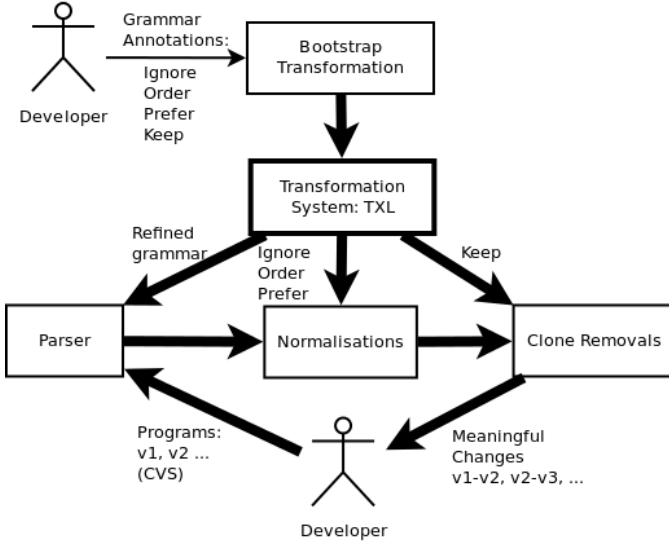 Grammar
Annotations:
Ignore
Order
Prefer
Keep
Developer
Bootstrap
Transformation
Transformation
System: TXL
Refined
grammar
Ignore
Order
Prefer
Keep
Parser
Normalisations
Clone Removals
Programs:
v1, v2 ...
(CVS)
Meaningful
Changes
v1-v2, v2-v3, ...
Developer